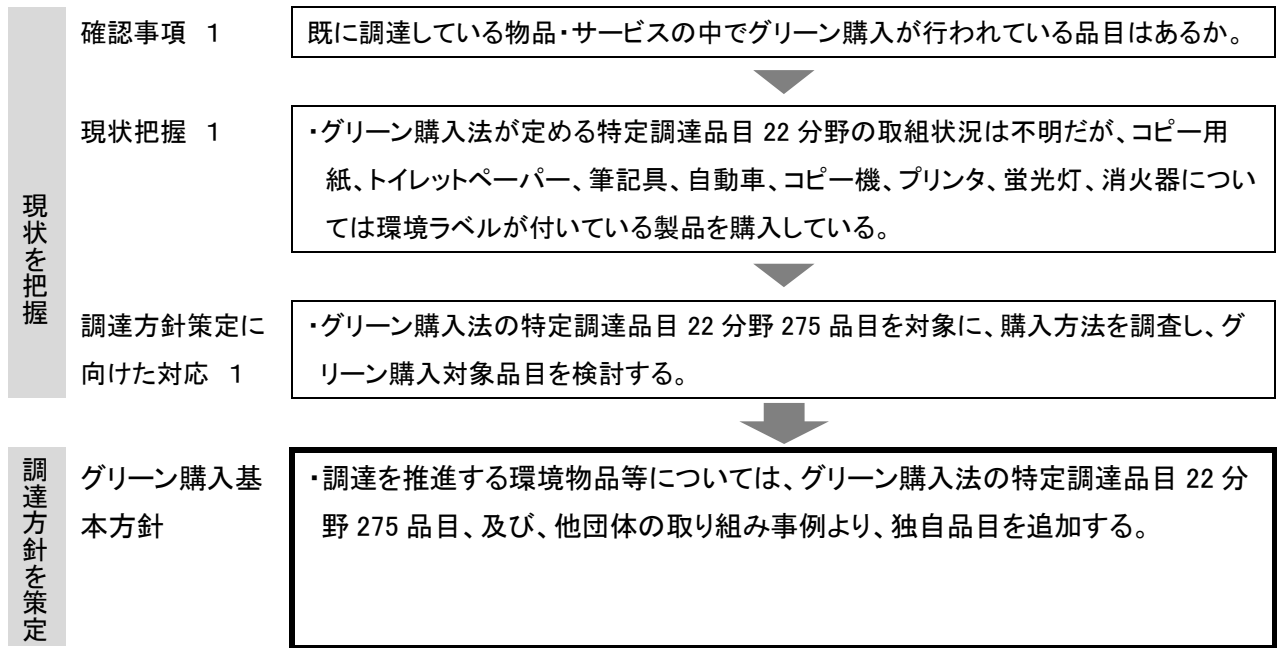 現状を把握
確認事項 1
既に調達している物品・サービスの中でグリーン購入が行われている品目はあるか。
現状把握 1
・グリーン購入法が定める特定調達品目 22 分野の取組状況は不明だが、コピー用
紙、トイレットペーパー、筆記具、自動車、コピー機、プリンタ、蛍光灯、消火器につい
ては環境ラベルが付いている製品を購入している。
調達方針策定に
向けた対応 1
・グリーン購入法の特定調達品目 22 分野 275 品目を対象に、購入方法を調査し、グ
リーン購入対象品目を検討する。
調達方針を策定
グリーン購入基
本方針
・調達を推進する環境物品等については、グリーン購入法の特定調達品目 22 分
野 275 品目、及び、他団体の取り組み事例より、独自品目を追加する。